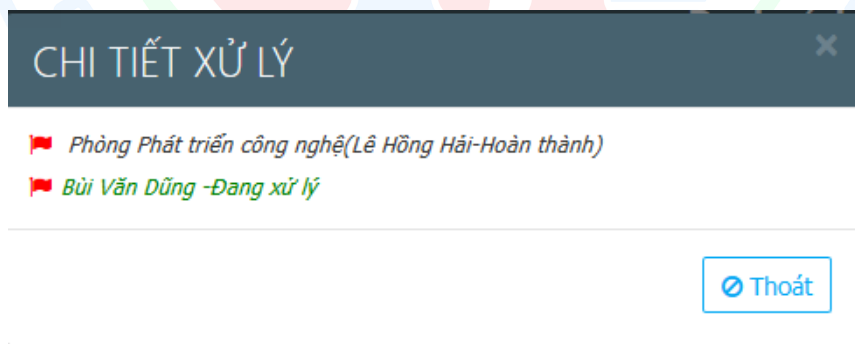 CHI TIẾT XỬ LÝ
Phòng Phát triển công nghệ(Lê Hồng Hải-Hoàn thành)
Bùi Văn Dũng -Đang xử lý
Thoát